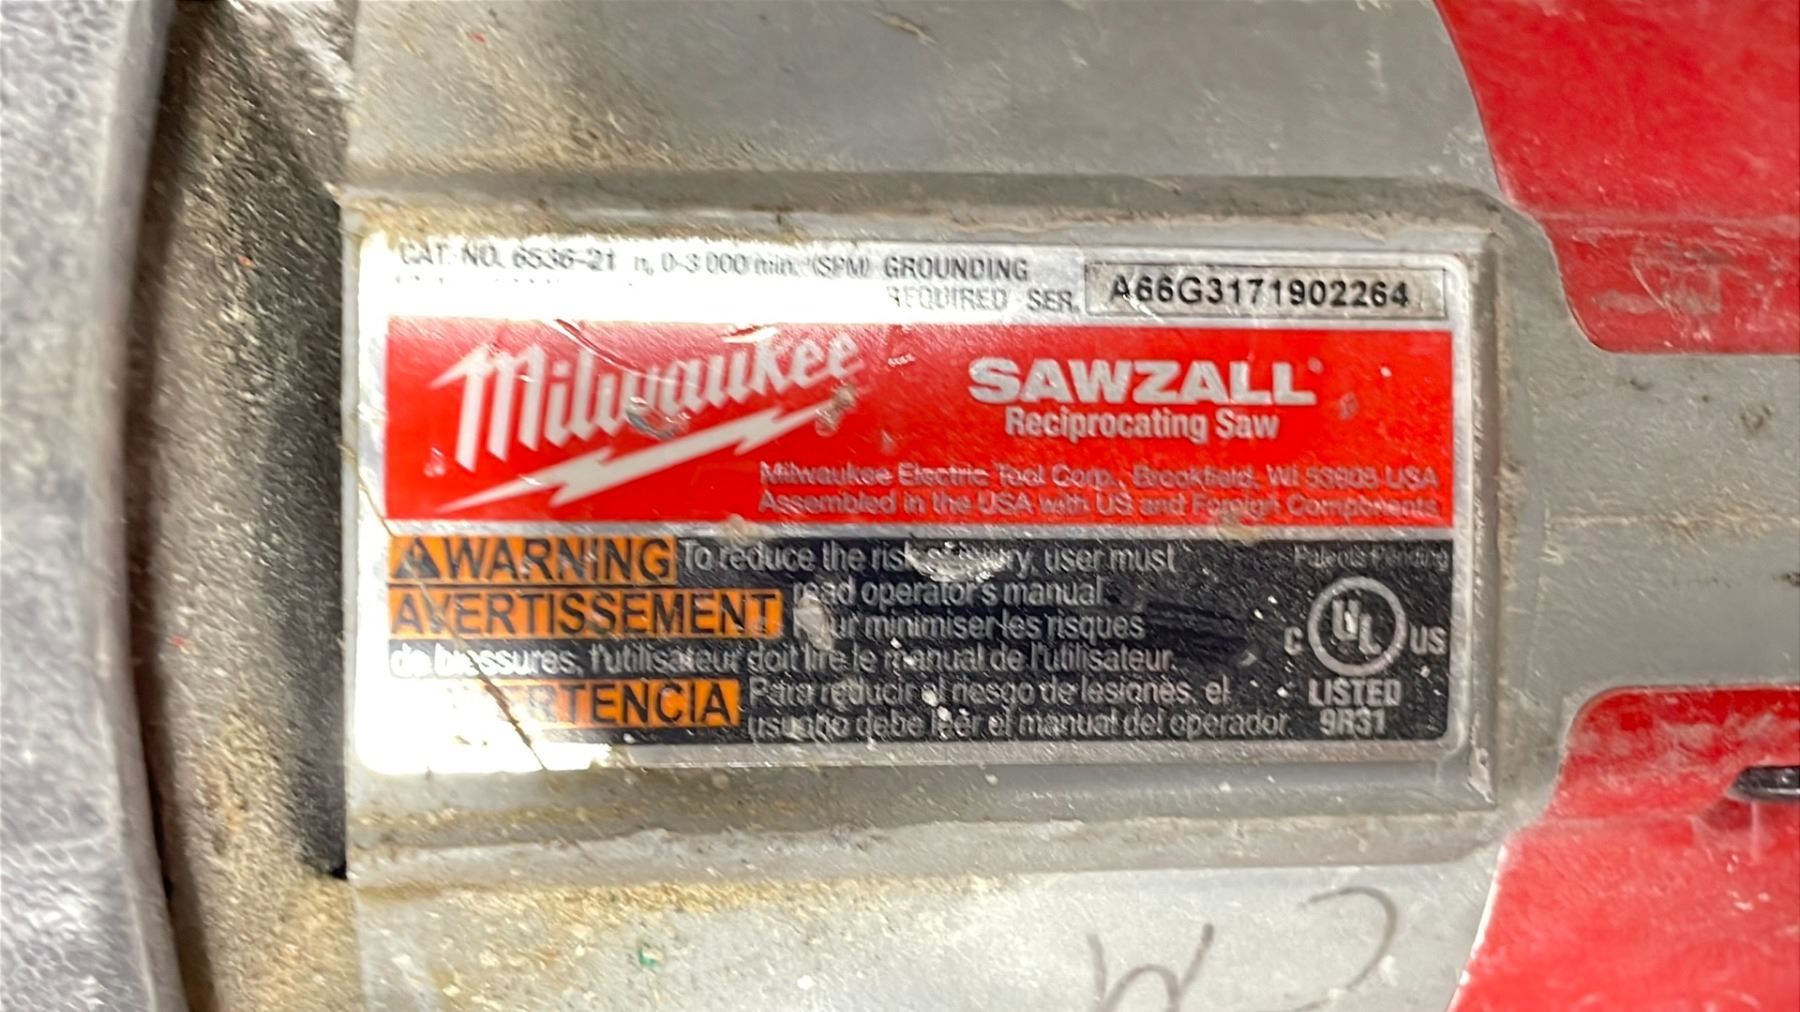 CAT. NO. 6536-21 n₀ 0-3 000/min. (SPM) GROUNDING
REQUIRED SER. A66G3171902264
Milwaukee
SAWZALL
Reciprocating Saw
Milwaukee Electric Tool Corp., Brookfield, WI 53005 USA
Assembled in the USA with US and Foreign Components
WARNING To reduce the risk user must
read operator's manual.
AVERTISSEMENT Pour minimiser les risques
de blessures, l'utilisateur doit lire le manual de l'utilisateur.
Para reducir el riesgo de lesiones, el
usuario debe leer el manual del operador.
Patents Pending
C UL US
LISTED
9R31